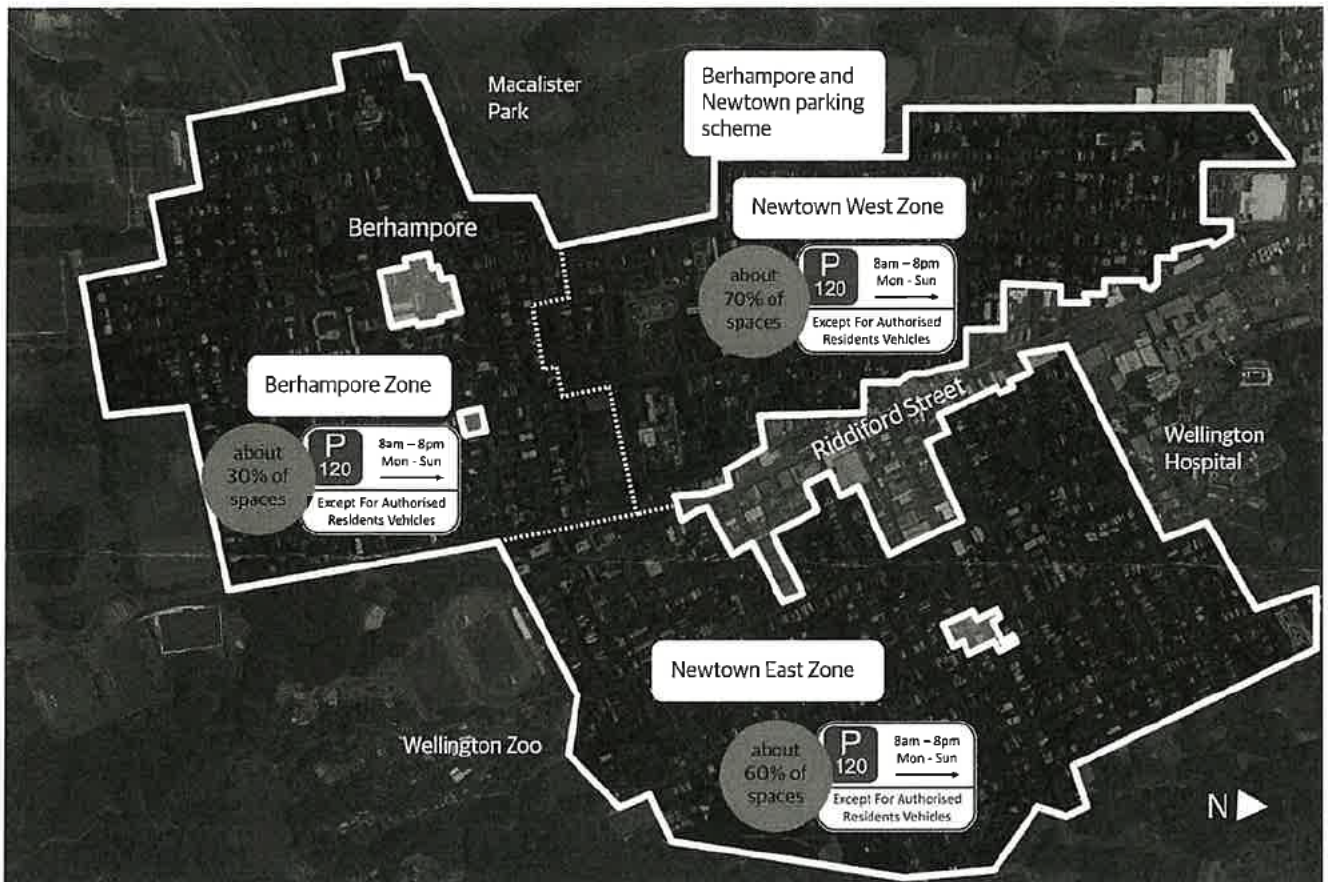 Macalister
Park
Berhampore and
Newtown parking
scheme
Newtown West Zone
Berhampore
about
70% of
spaces
P
120
8am – 8pm
Mon - Sun
Except For Authorised
Residents Vehicles
Berhampore Zone
Riddiford Street
about
30% of
spaces
P
120
8am – 8pm
Mon - Sun
Except For Authorised
Residents Vehicles
Wellington
Hospital
Newtown East Zone
Wellington Zoo
about
60% of
spaces
P
120
8am – 8pm
Mon - Sun
Except For Authorised
Residents Vehicles
N